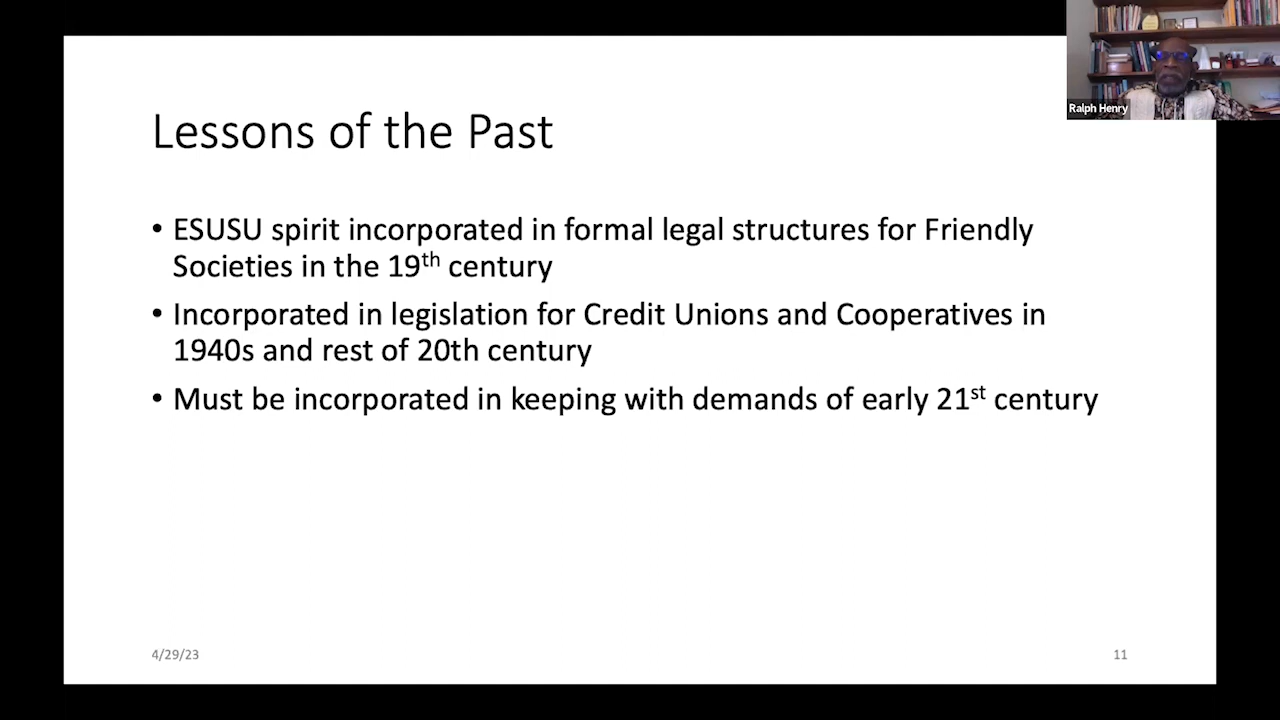 Ralph Henry
Lessons of the Past
• ESUSU spirit incorporated in formal legal structures for Friendly
Societies in the 19th century
• Incorporated in legislation for Credit Unions and Cooperatives in
1940s and rest of 20th century
• Must be incorporated in keeping with demands of early 21st century
4/29/23
11